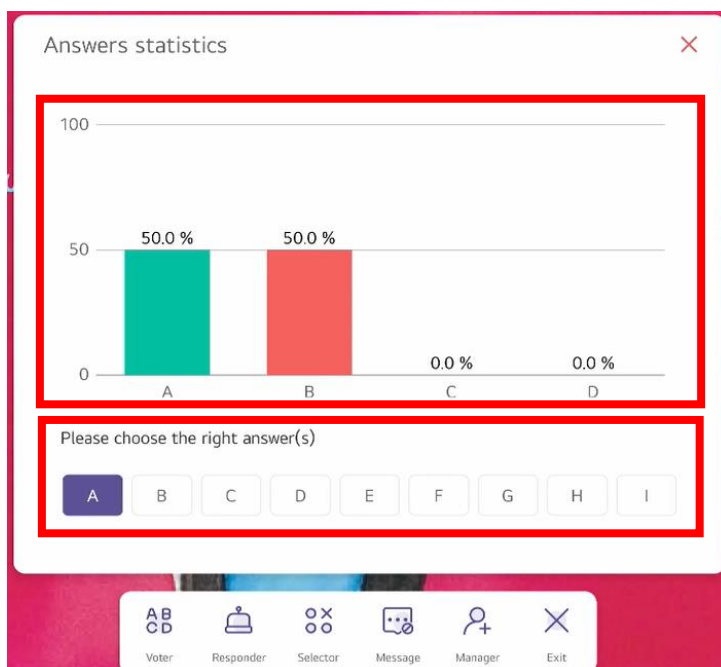 Answers statistics
100
50.0 % 50.0 %
50
0.0 % 0.0 %
0
A B C D
Please choose the right answer(s)
A B C D E F G H I
A B
C D
Voter Responder Selector Message Manager Exit